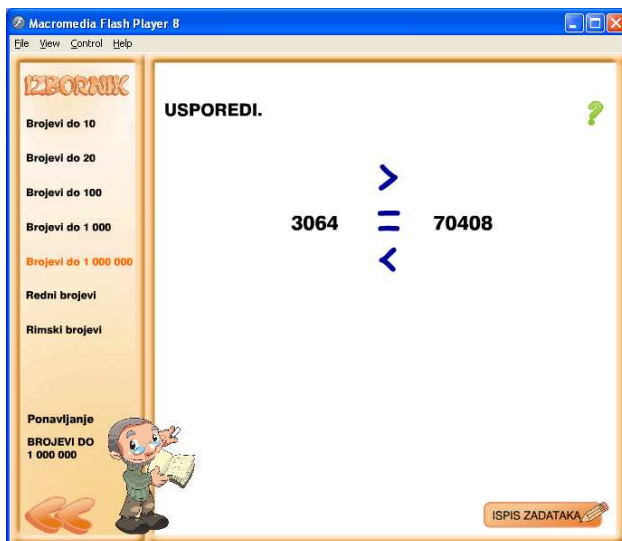 Macromedia Flash Player 8
File View Control Help
IZBORNIK
Brojevi do 10
Brojevi do 20
Brojevi do 100
Brojevi do 1 000
Brojevi do 1 000 000
Redni brojevi
Rimski brojevi
Ponavljanje
BROJEVI DO
1 000 000
USPOREDI.
?
>
3064 = 70408
<
ISPIS ZADATAKA